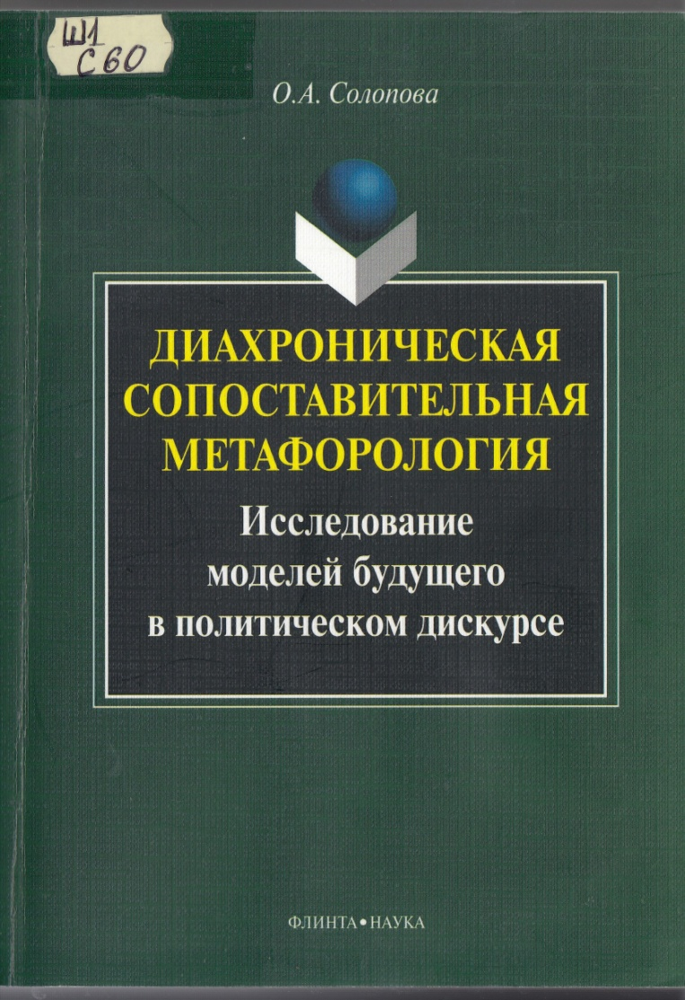 Ш1
С60
О.А. Солопова
ДИАХРОНИЧЕСКАЯ
СОПОСТАВИТЕЛЬНАЯ
МЕТАФОРОЛОГИЯ
Исследование
моделей будущего
в политическом дискурсе
ФЛИНТА•НАУКА